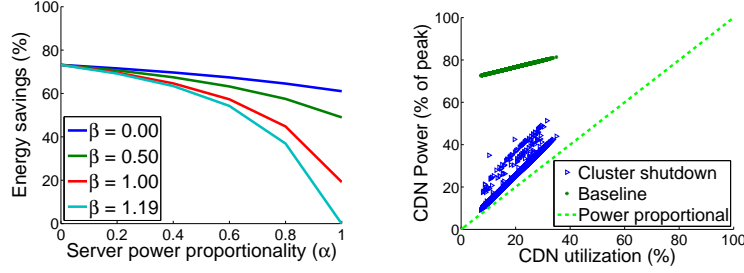 Energy savings (%)
80
60
40
20
0
0
0.2
0.4
0.6
0.8
1
Server power proportionality (α)
β = 0.00
β = 0.50
β = 1.00
β = 1.19
CDN Power (% of peak)
100
80
60
40
20
0
0
20
40
60
80
100
CDN utilization (%)
Cluster shutdown
Baseline
Power proportional